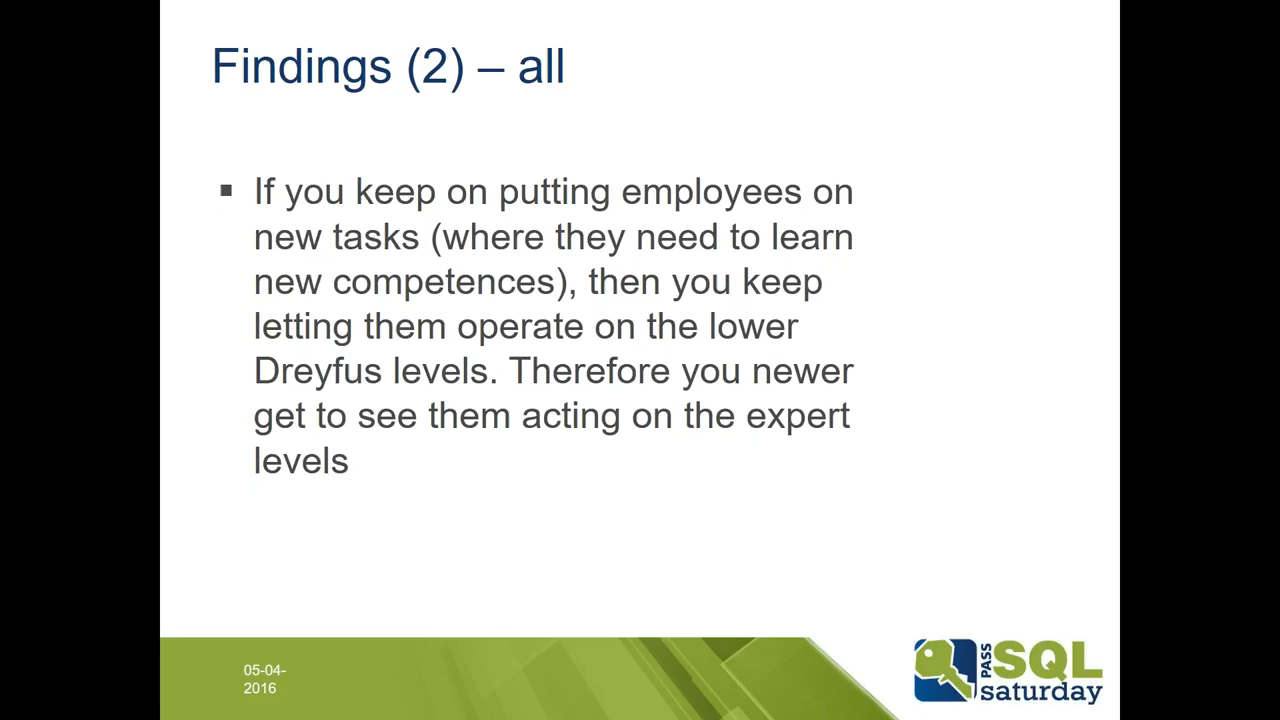 Findings (2) – all
▪ If you keep on putting employees on
new tasks (where they need to learn
new competences), then you keep
letting them operate on the lower
Dreyfus levels. Therefore you newer
get to see them acting on the expert
levels
05-04-
2016
PASS
SQL
saturday